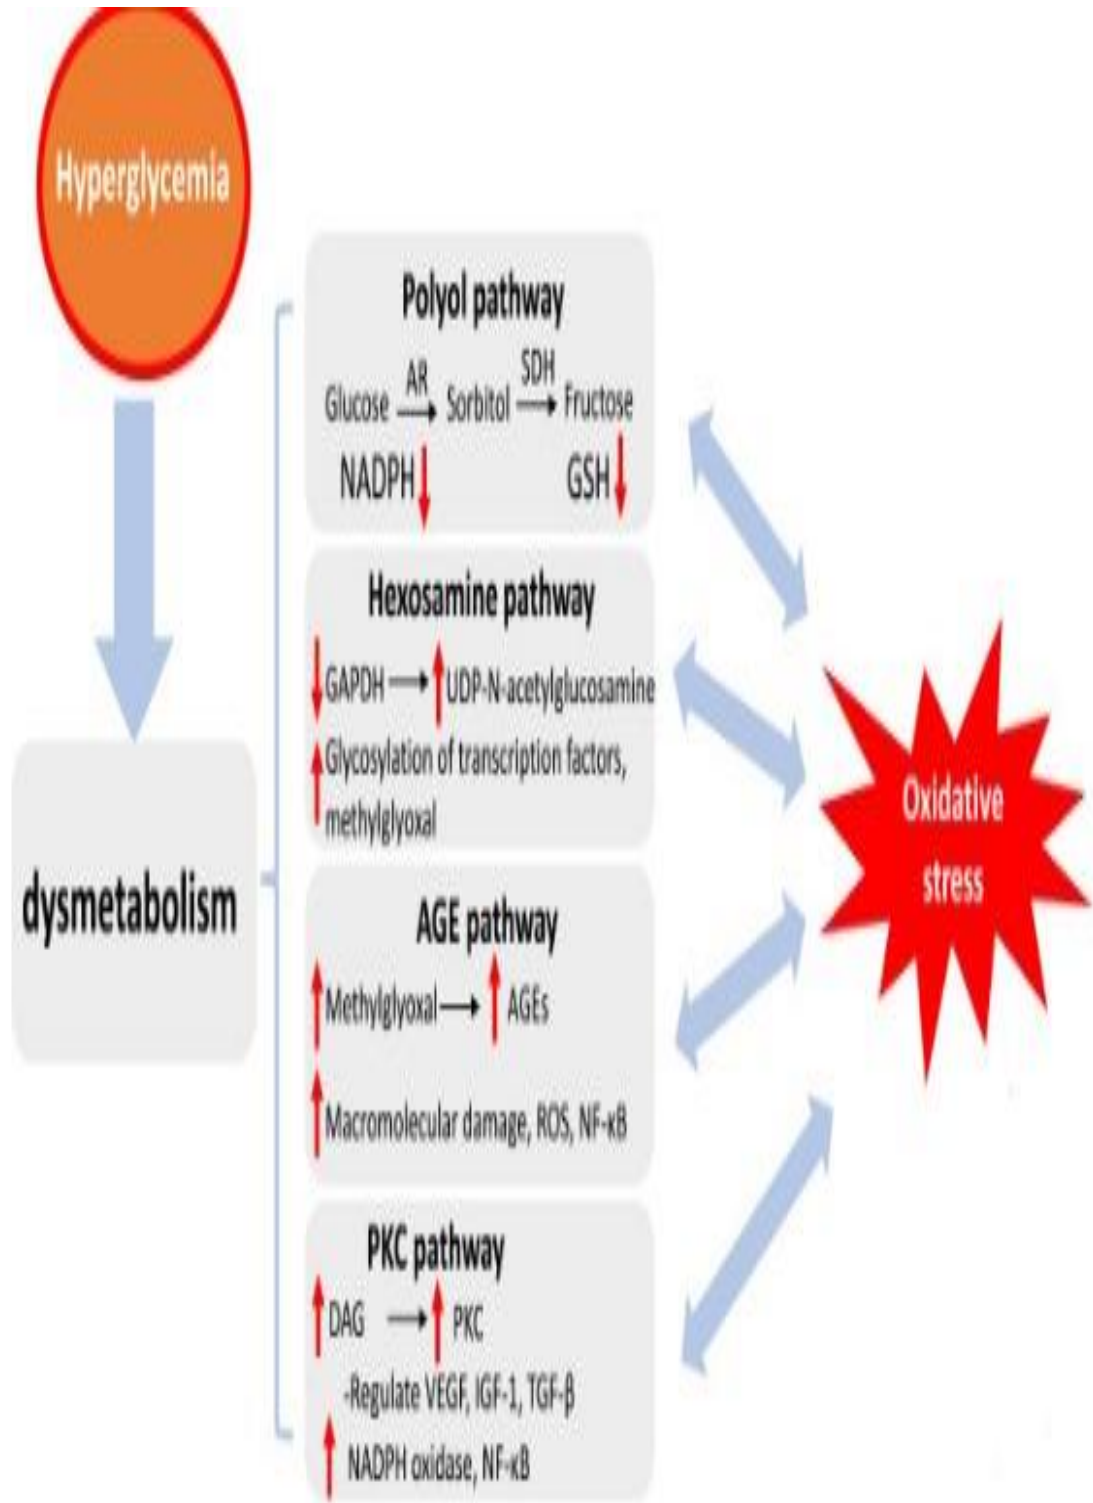 Hyperglycemia
dysmetabolism
Polyol pathway
AR SDH
Glucose → Sorbitol → Fructose
NADPH↓ GSH↓
Hexosamine pathway
↓GAPDH → ↑UDP-N-acetylglucosamine
↑Glycosylation of transcription factors,
methylglyoxal
AGE pathway
↑Methylglyoxal → ↑ AGEs
↑Macromolecular damage, ROS, NF-κB
PKC pathway
↑DAG → ↑ PKC
-Regulate VEGF, IGF-1, TGF-β
↑NADPH oxidase, NF-κB
Oxidative
stress